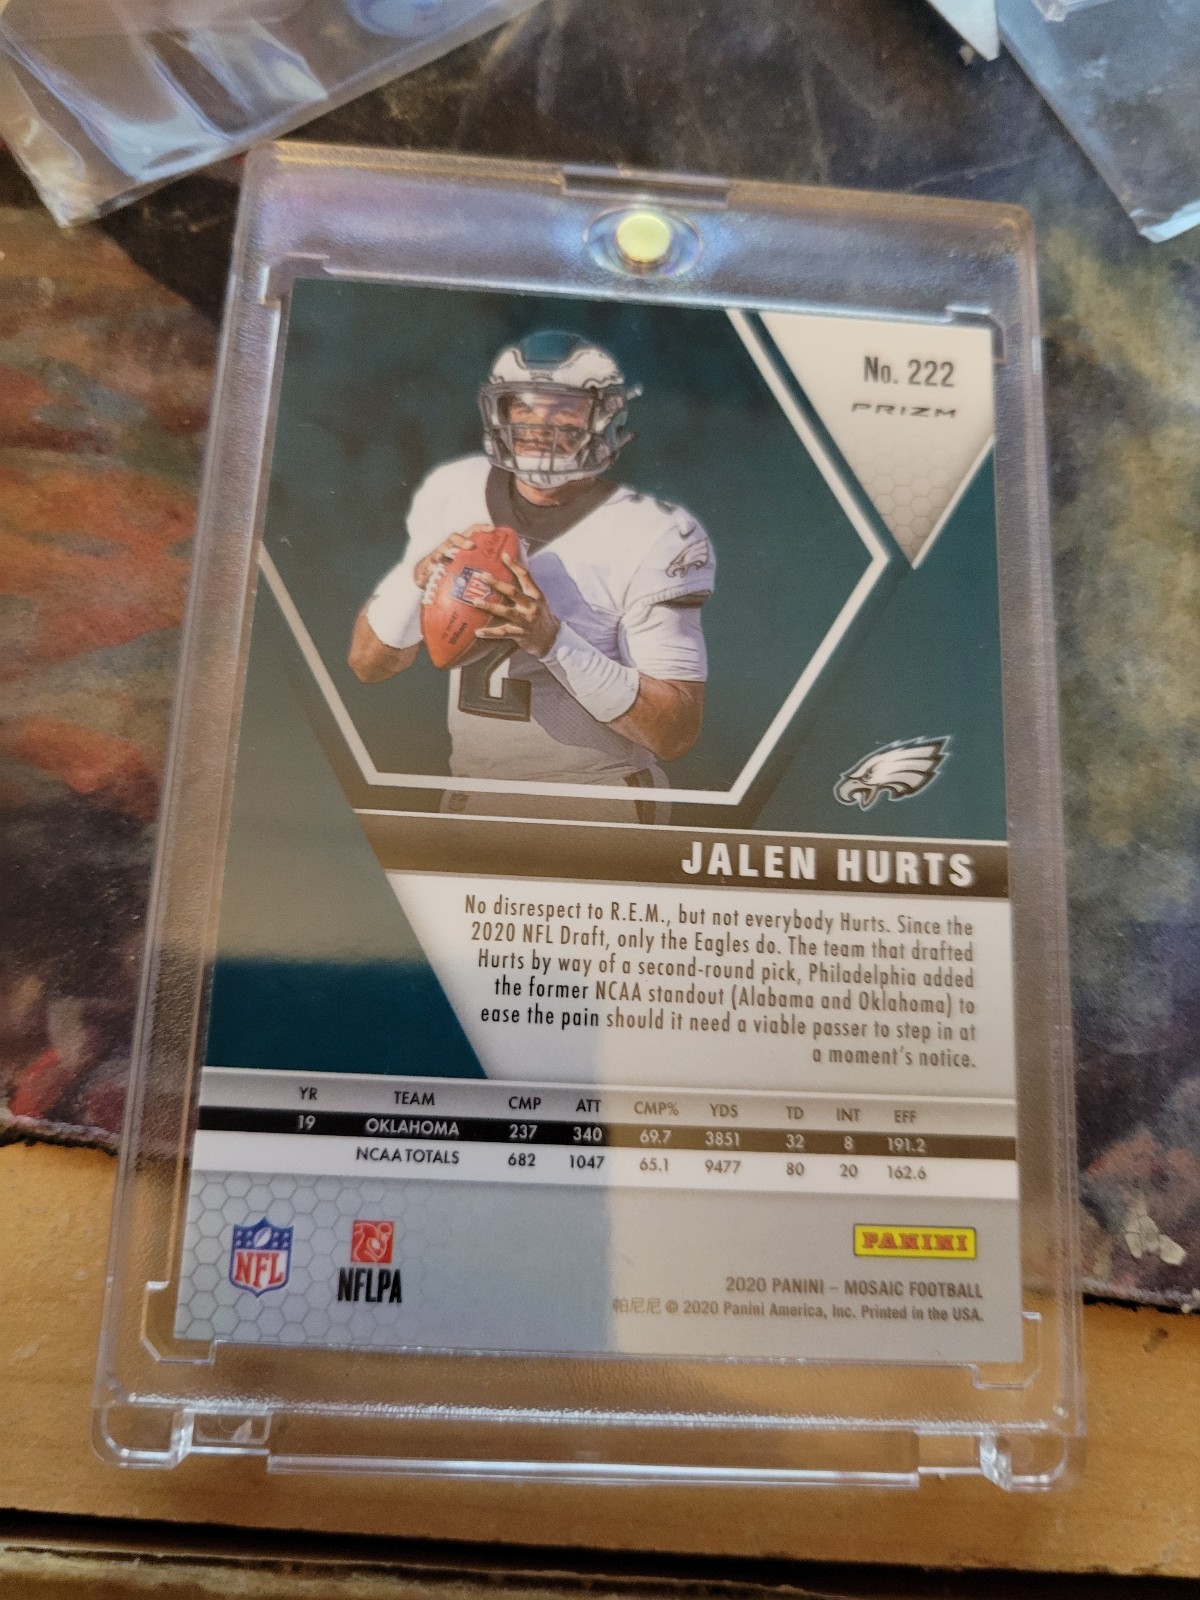 No. 222
PRIZM
2
JALEN HURTS
No disrespect to R.E.M., but not everybody Hurts. Since the
2020 NFL Draft, only the Eagles do. The team that drafted
Hurts by way of a second-round pick, Philadelphia added
the former NCAA standout (Alabama and Oklahoma) to
ease the pain should it need a viable passer to step in at
a moment's notice.
YR TEAM CMP ATT CMP% YDS TD INT EFF
19 OKLAHOMA 237 340 69.7 3851 32 8 191.2
NCAA TOTALS 682 1047 65.1 9477 80 20 162.6
NFL NFLPA PANINI
2020 PANINI – MOSAIC FOOTBALL
帕尼尼 © 2020 Panini America, Inc. Printed in the USA.